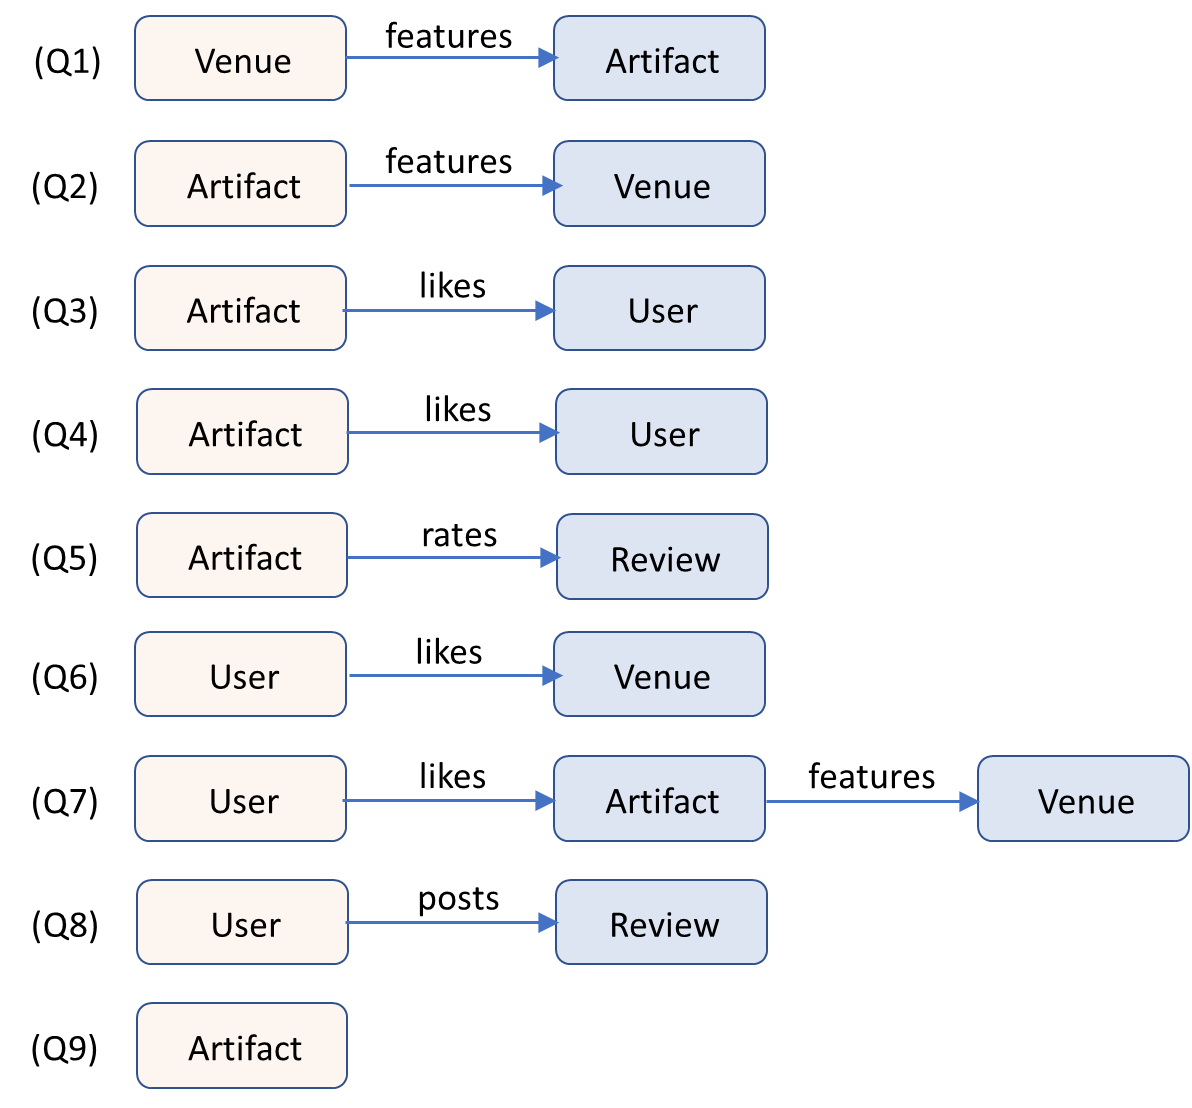 (Q1) Venue features Artifact
(Q2) Artifact features Venue
(Q3) Artifact likes User
(Q4) Artifact likes User
(Q5) Artifact rates Review
(Q6) User likes Venue
(Q7) User likes Artifact features Venue
(Q8) User posts Review
(Q9) Artifact